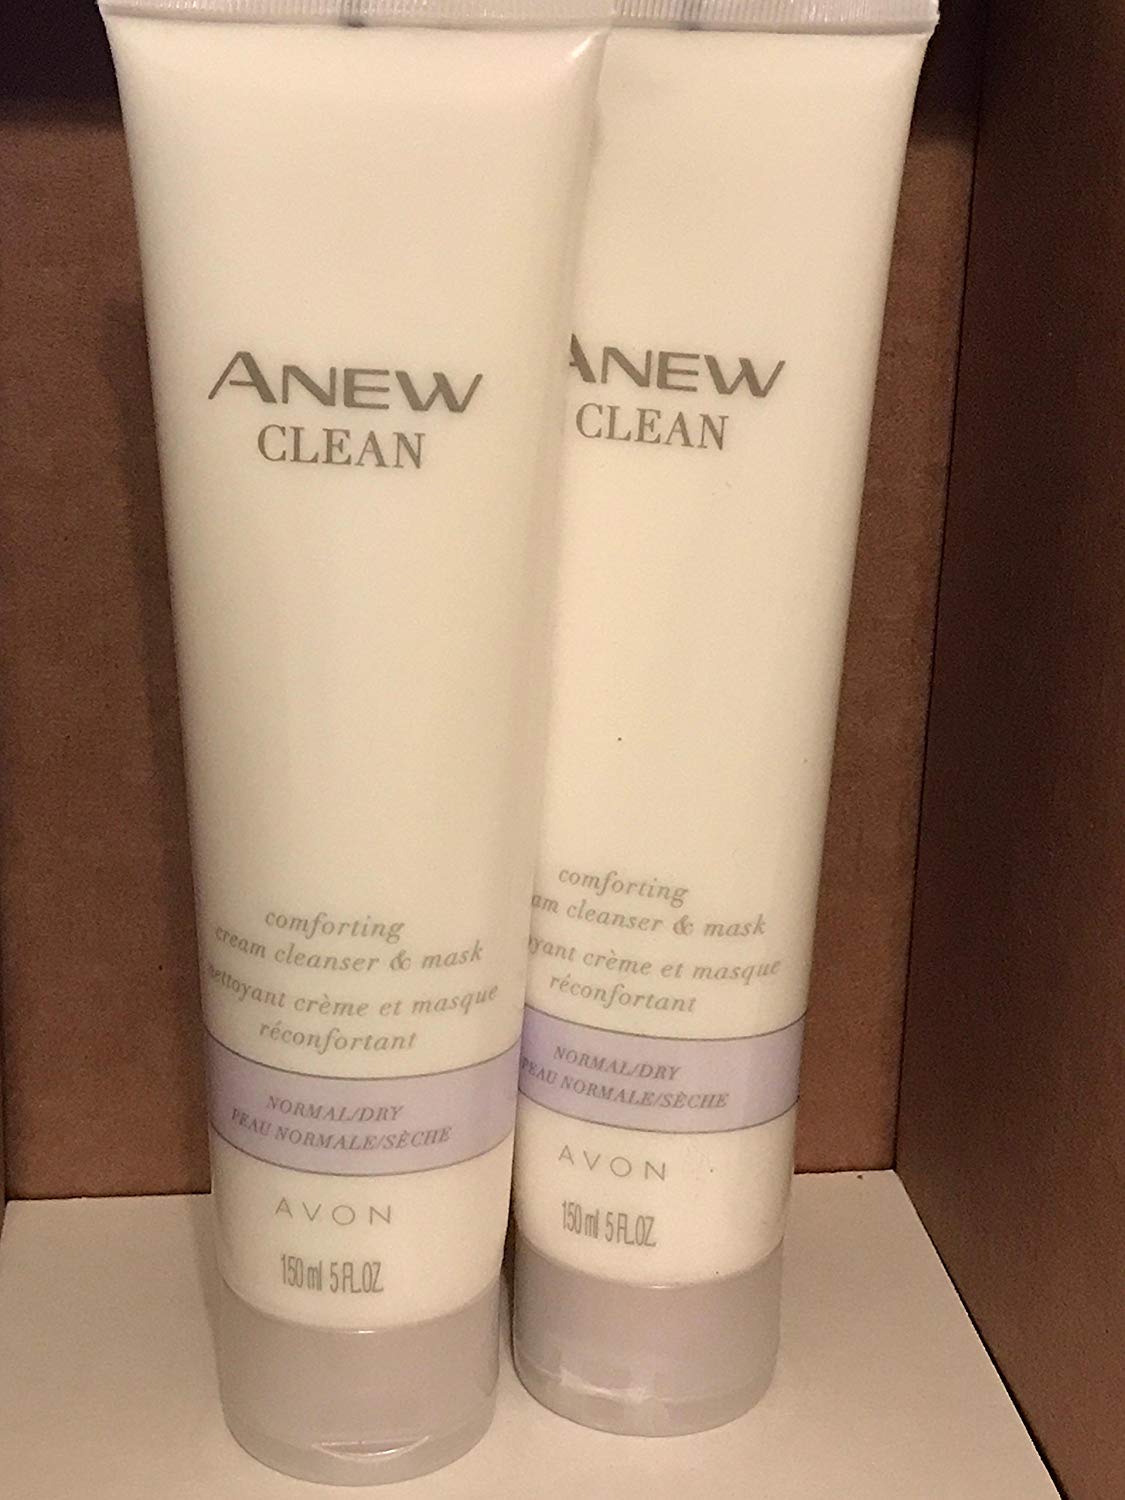 ANEW
CLEAN
comforting
cream cleanser & mask
nettoyant crème et masque
réconfortant
NORMAL/DRY
PEAU NORMALE/SÈCHE
AVON
150 ml 5 FL.OZ.
ANEW
CLEAN
comforting
am cleanser & mask
oyant crème et masque
réconfortant
NORMAL/DRY
PEAU NORMALE/SÈCHE
AVON
150 ml 5 FL.OZ.